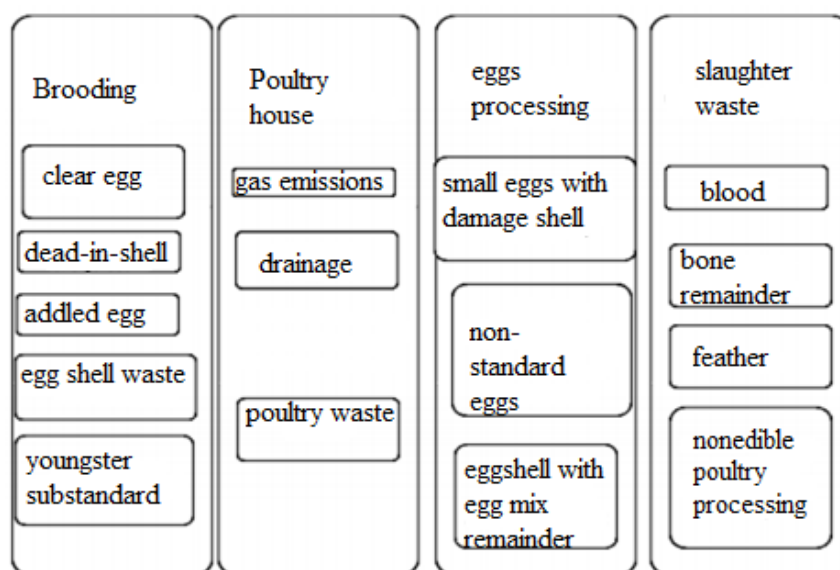 Brooding
clear egg
dead-in-shell
addled egg
egg shell waste
youngster
substandard
Poultry
house
gas emissions
drainage
poultry waste
eggs
processing
small eggs with
damage shell
non-
standard
eggs
eggshell with
egg mix
remainder
slaughter
waste
blood
bone
remainder
feather
nonedible
poultry
processing